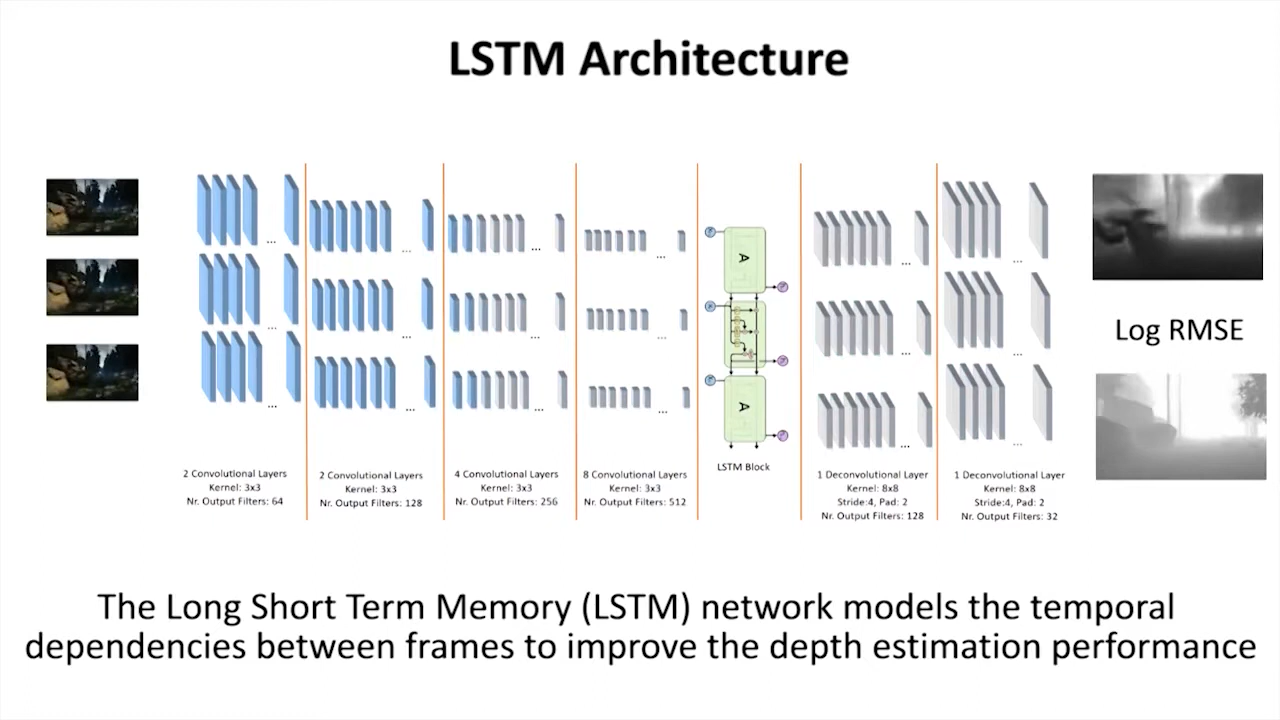 LSTM Architecture
A
A
Log RMSE
2 Convolutional Layers
Kernel: 3x3
Nr. Output Filters: 64
2 Convolutional Layers
Kernel: 3x3
Nr. Output Filters: 128
4 Convolutional Layers
Kernel: 3x3
Nr. Output Filters: 256
8 Convolutional Layers
Kernel: 3x3
Nr. Output Filters: 512
LSTM Block
1 Deconvolutional Layer
Kernel: 8x8
Stride:4, Pad: 2
Nr. Output Filters: 128
1 Deconvolutional Layer
Kernel: 8x8
Stride:4, Pad: 2
Nr. Output Filters: 32
The Long Short Term Memory (LSTM) network models the temporal
dependencies between frames to improve the depth estimation performance